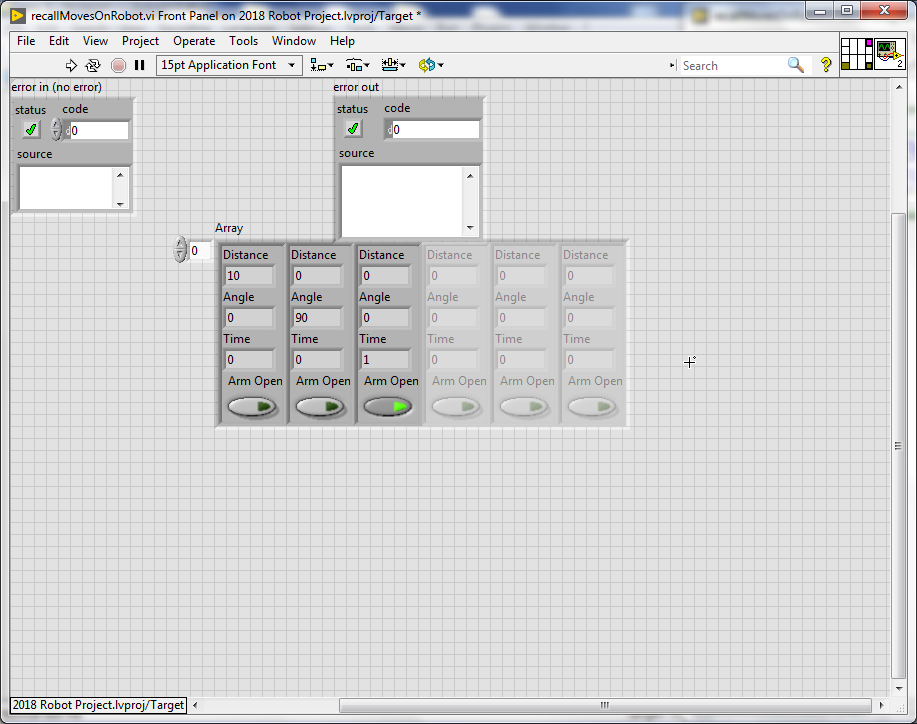 recallMovesOnRobot.vi Front Panel on 2018 Robot Project.lvproj/Target *
File Edit View Project Operate Tools Window Help
15pt Application Font Search ? 2
error in (no error) error out
status code status code
d 0 d 0
source source
Array
0
Distance Distance Distance Distance Distance Distance
10 0 0 0 0 0
Angle Angle Angle Angle Angle Angle
0 90 0 0 0 0
Time Time Time Time Time Time
0 0 1 0 0 0
Arm Open Arm Open Arm Open Arm Open Arm Open Arm Open
2018 Robot Project.lvproj/Target